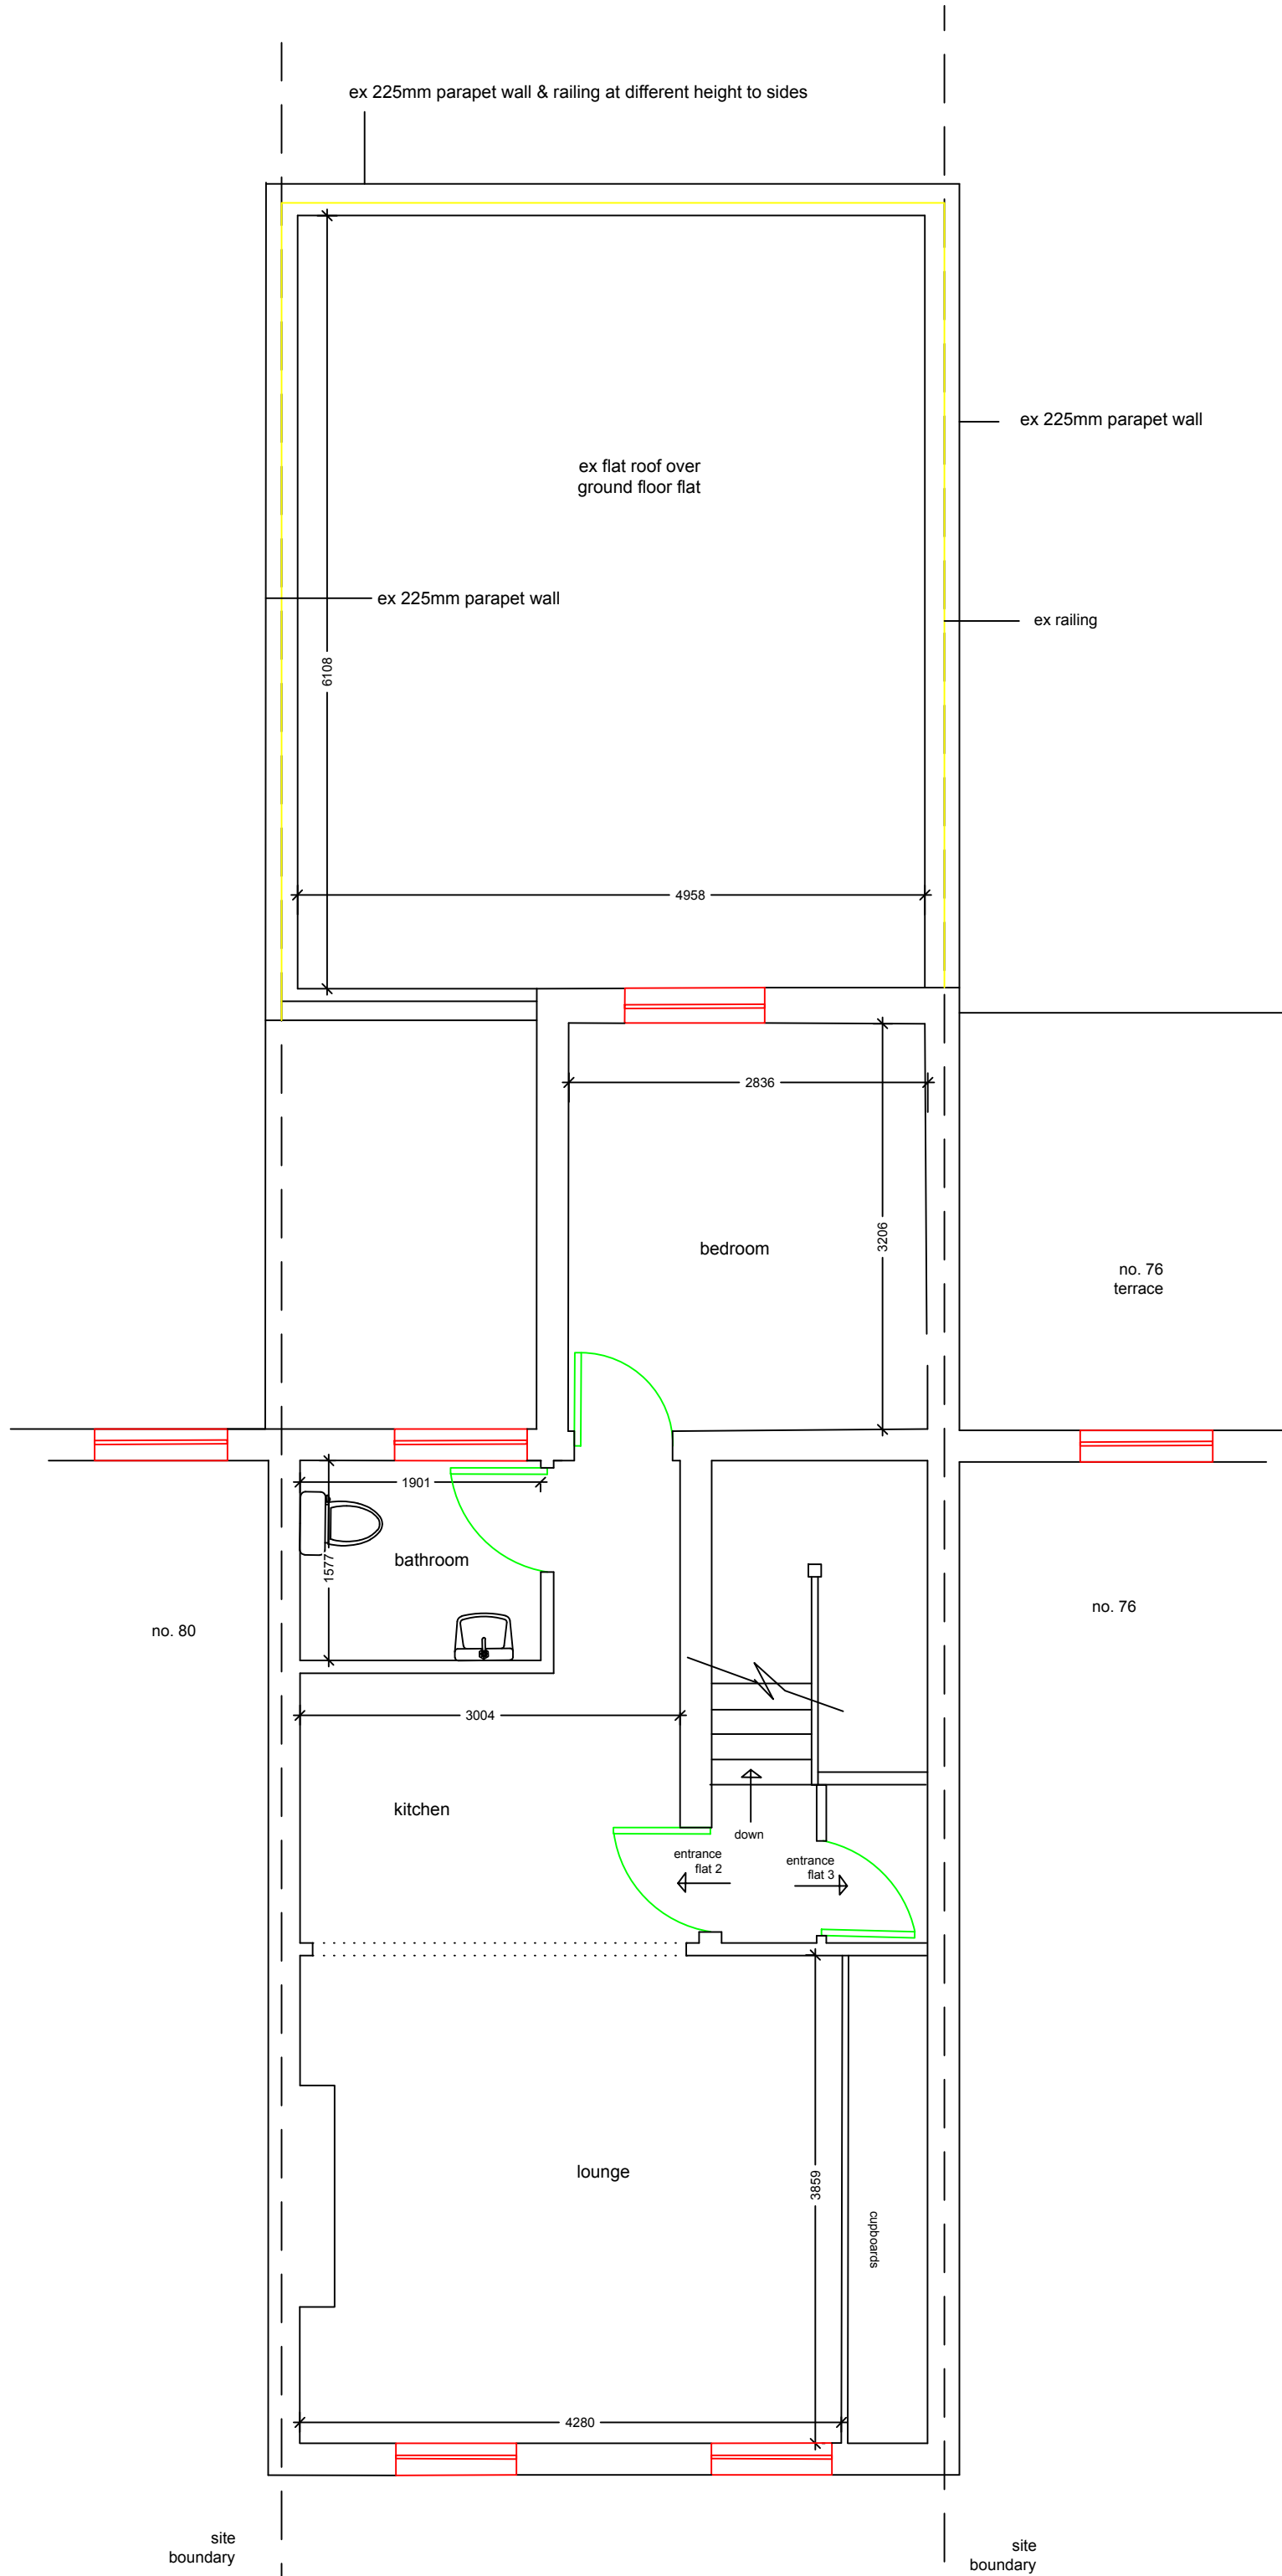 ex 225mm parapet wall & railing at different height to sides
ex 225mm parapet wall
ex flat roof over
ground floor flat
ex 225mm parapet wall
ex railing
6108
4958
2836
3206
bedroom
no. 76
terrace
1901
1577
bathroom
no. 80
no. 76
3004
kitchen
down
entrance
flat 2
entrance
flat 3
lounge
3859
cupboards
4280
site
boundary
site
boundary